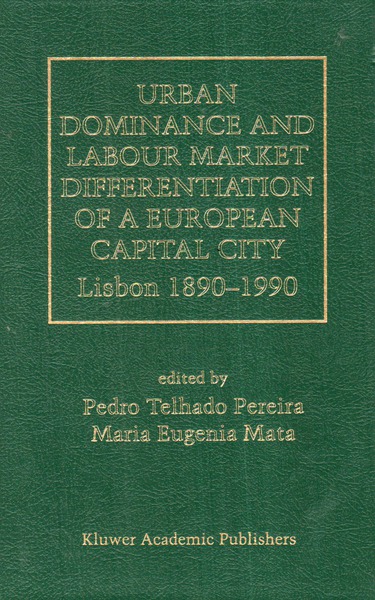 URBAN
DOMINANCE AND
LABOUR MARKET
DIFFERENTIATION
OF A EUROPEAN
CAPITAL CITY
Lisbon 1890–1990
edited by
Pedro Telhado Pereira
Maria Eugenia Mata
Kluwer Academic Publishers